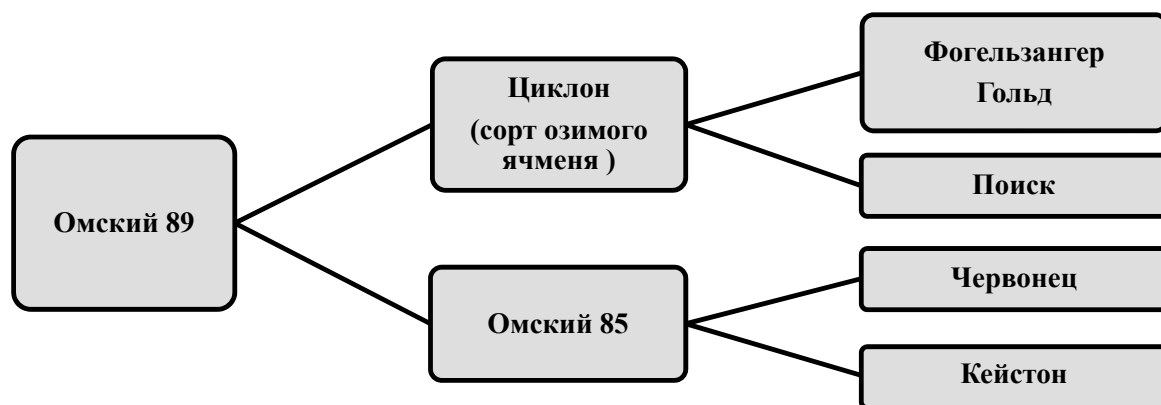 Омский 89
Циклон
(сорт озимого
ячменя )
Омский 85
Фогельзангер
Гольд
Поиск
Червонец
Кейстон